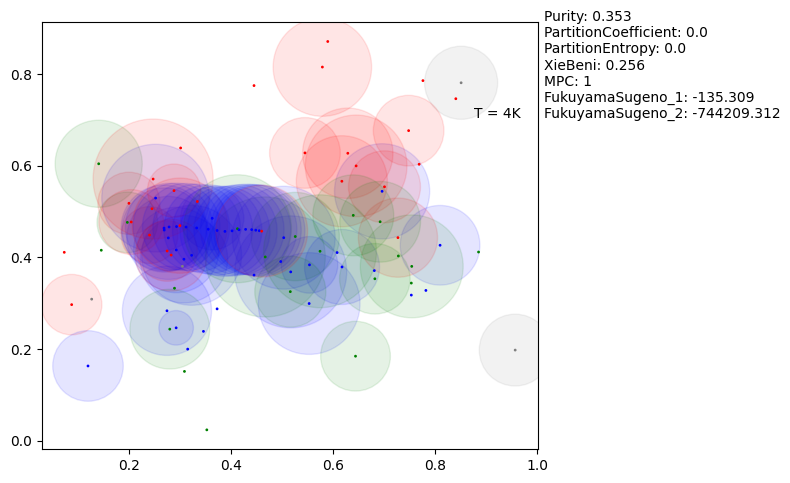 Purity: 0.353
PartitionCoefficient: 0.0
PartitionEntropy: 0.0
XieBeni: 0.256
MPC: 1
FukuyamaSugeno_1: -135.309
FukuyamaSugeno_2: -744209.312
T = 4K
0.8
0.6
0.4
0.2
0.0
0.2 0.4 0.6 0.8 1.0